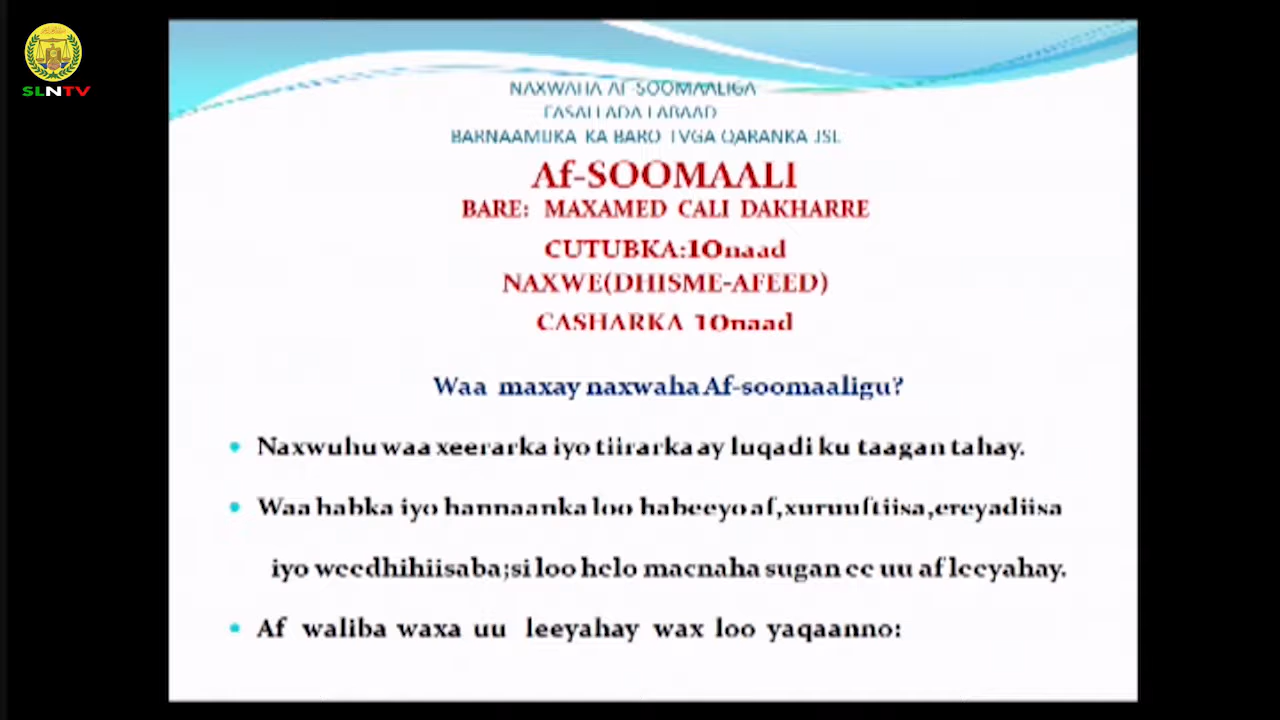 SLNTV
NAXWAHA AF-SOOMAALIGA
FASALLADA LABAAD
BARNAAMIJKA KA BARO TVGA QARANKA JSL
Af-SOOMAALI
BARE: MAXAMED CALI DAKHARRE
CUTUBKA:10naad
NAXWE(DHISME-AFEED)
CASHARKA 10naad
Waa maxay naxwaha Af-soomaaligu?
• Naxwuhu waa xeerarka iyo tiirarka ay luqadi ku taagan tahay.
• Waa habka iyo hannaanka loo habeeyo af,xuruuftiisa,ereyadiisa
iyo weedhihiisaba;si loo helo macnaha sugan ee uu af leeyahay.
• Af waliba waxa uu leeyahay wax loo yaqaanno: